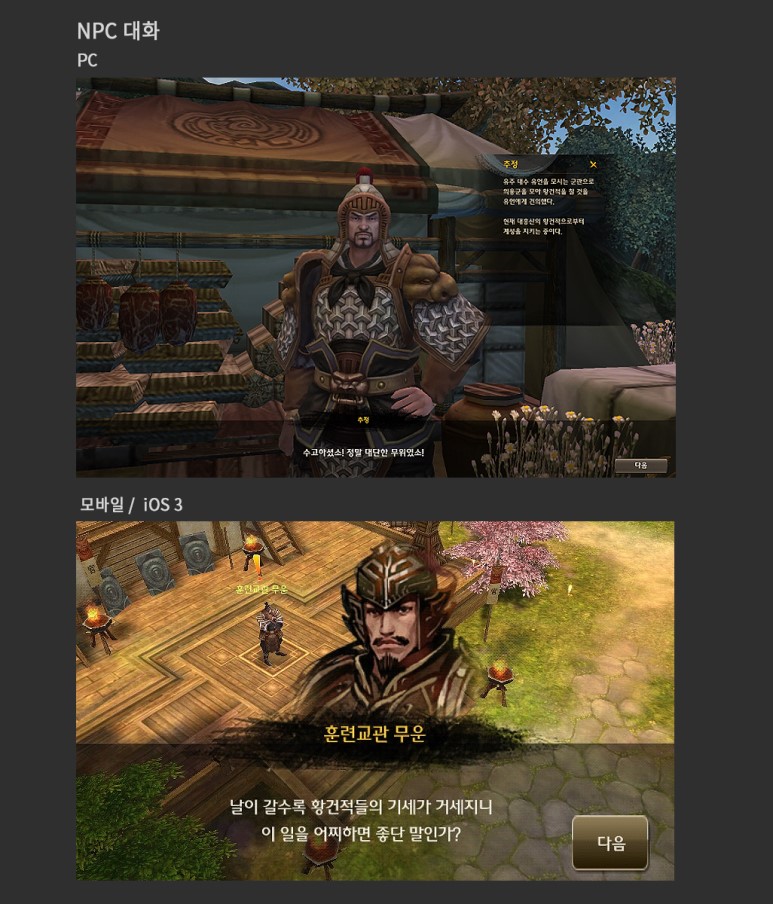 NPC 대화
PC
추정
유주 태수 유언을 모시는 군관으로
의용군을 모아 황건적을 칠 것을
유언에게 건의했다.
현재 대흥산의 황건적으로부터
계성을 지키는 중이다.
추정
수고하셨소! 정말 대단한 무위였소!
다음
모바일 / iOS 3
훈련교관 무운
훈련교관 무운
날이 갈수록 황건적들의 기세가 거세지니
이 일을 어찌하면 좋단 말인가?
다음